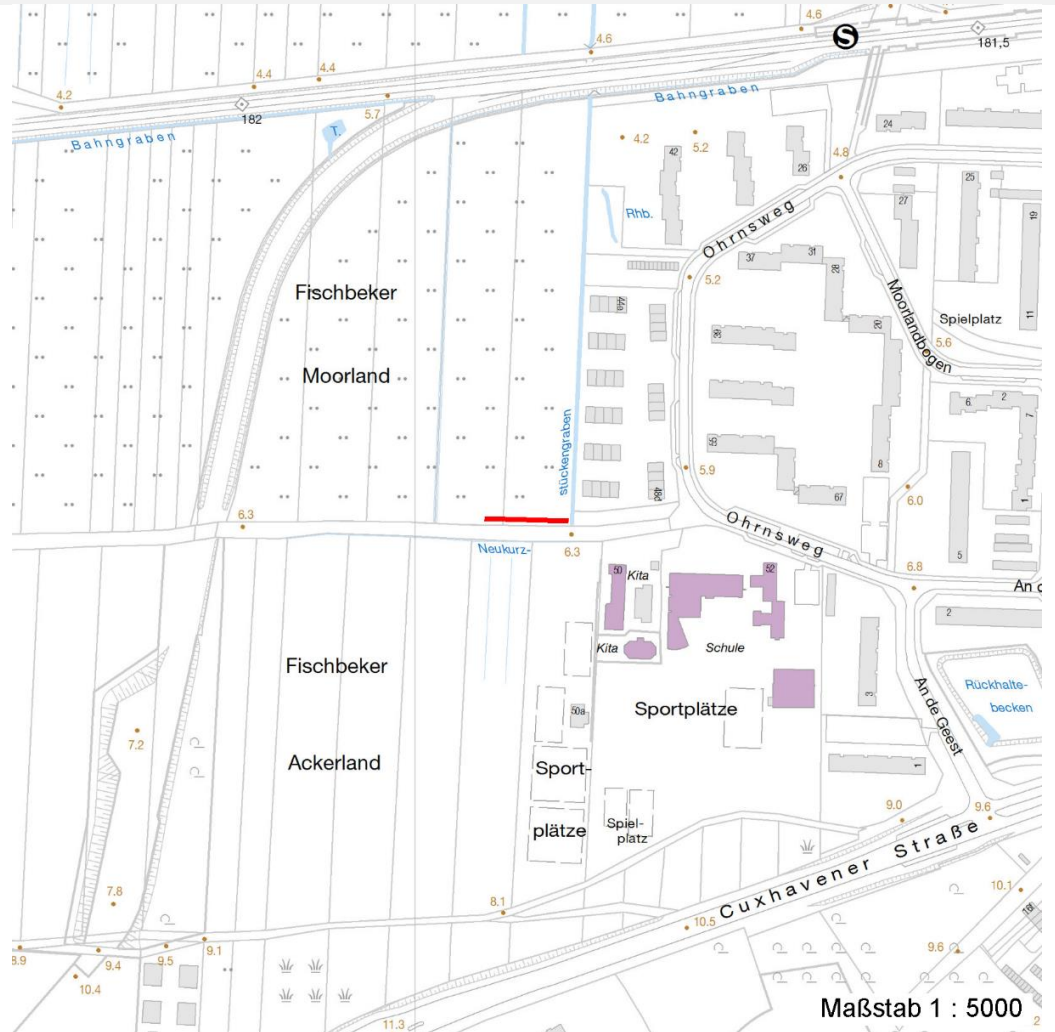 4.6
4.6
S
181,5
4.4
4.4
4.2
182
5.7
Bahngraben
Bahngraben
T.
4.2
5.2
42
26
24
4.8
25
27
19
Rhb.
Ohrnsweg
37
31
28
5.2
Moorlandbogen
Fischbeker
44a
20
11
Spielplatz
39
5.6
Moorland
6.
2
7
stückengraben
55
5.9
48d
8
67
6.0
1
5
6.3
Ohrnsweg
Neukurz-
6.3
50
Kita
52
6.8
An d
2
Kita
Schule
Fischbeker
3
An de Geest
Rückhalte-
becken
50a
Sportplätze
7.2
Ackerland
Sport-
1
plätze
Spiel-
platz
9.0
9.6
Cuxhavener Straße
7.8
8.1
10.5
10.1
16f
8.9
9.4
9.5
9.1
9.6
10.4
11.3
Maßstab 1 : 5000
2